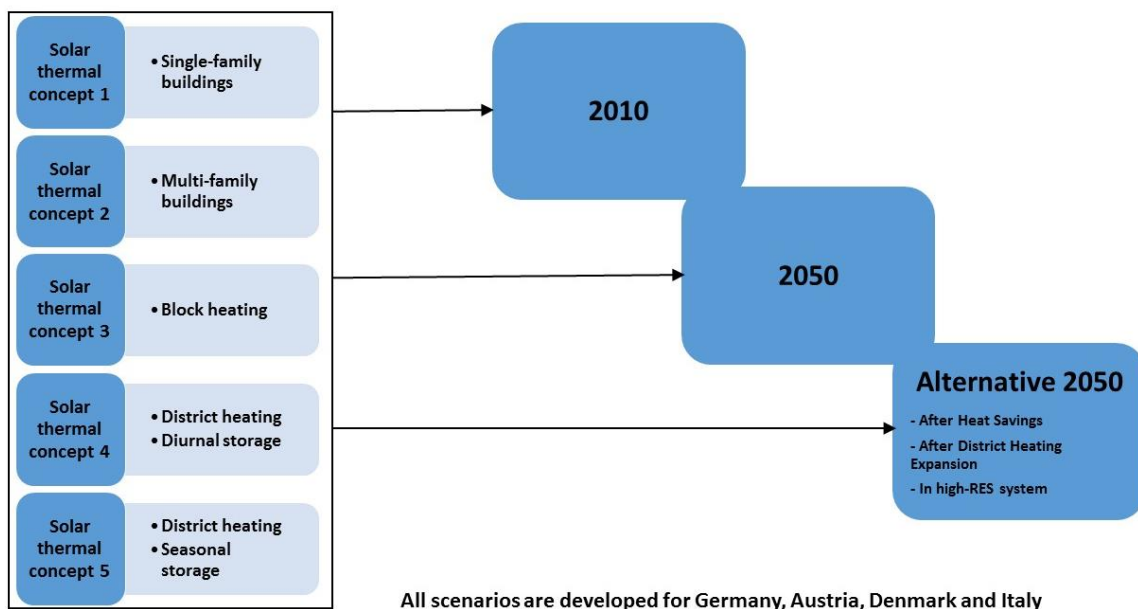 Solar
thermal
concept 1
• Single-family
buildings
Solar
thermal
concept 2
• Multi-family
buildings
Solar
thermal
concept 3
• Block heating
Solar
thermal
concept 4
• District heating
• Diurnal storage
Solar
thermal
concept 5
• District heating
• Seasonal
storage
2010
2050
Alternative 2050
- After Heat Savings
- After District Heating
Expansion
- In high-RES system
All scenarios are developed for Germany, Austria, Denmark and Italy